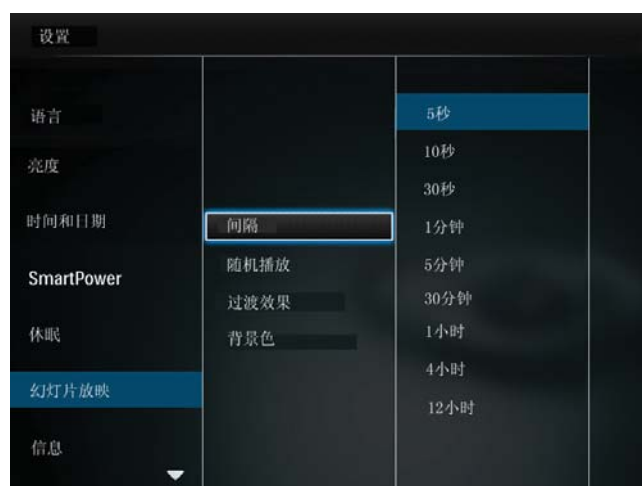 设置
语言
亮度
时间和日期
SmartPower
休眠
幻灯片放映
信息
间隔
随机播放
过渡效果
背景色
5秒
10秒
30秒
1分钟
5分钟
30分钟
1小时
4小时
12小时